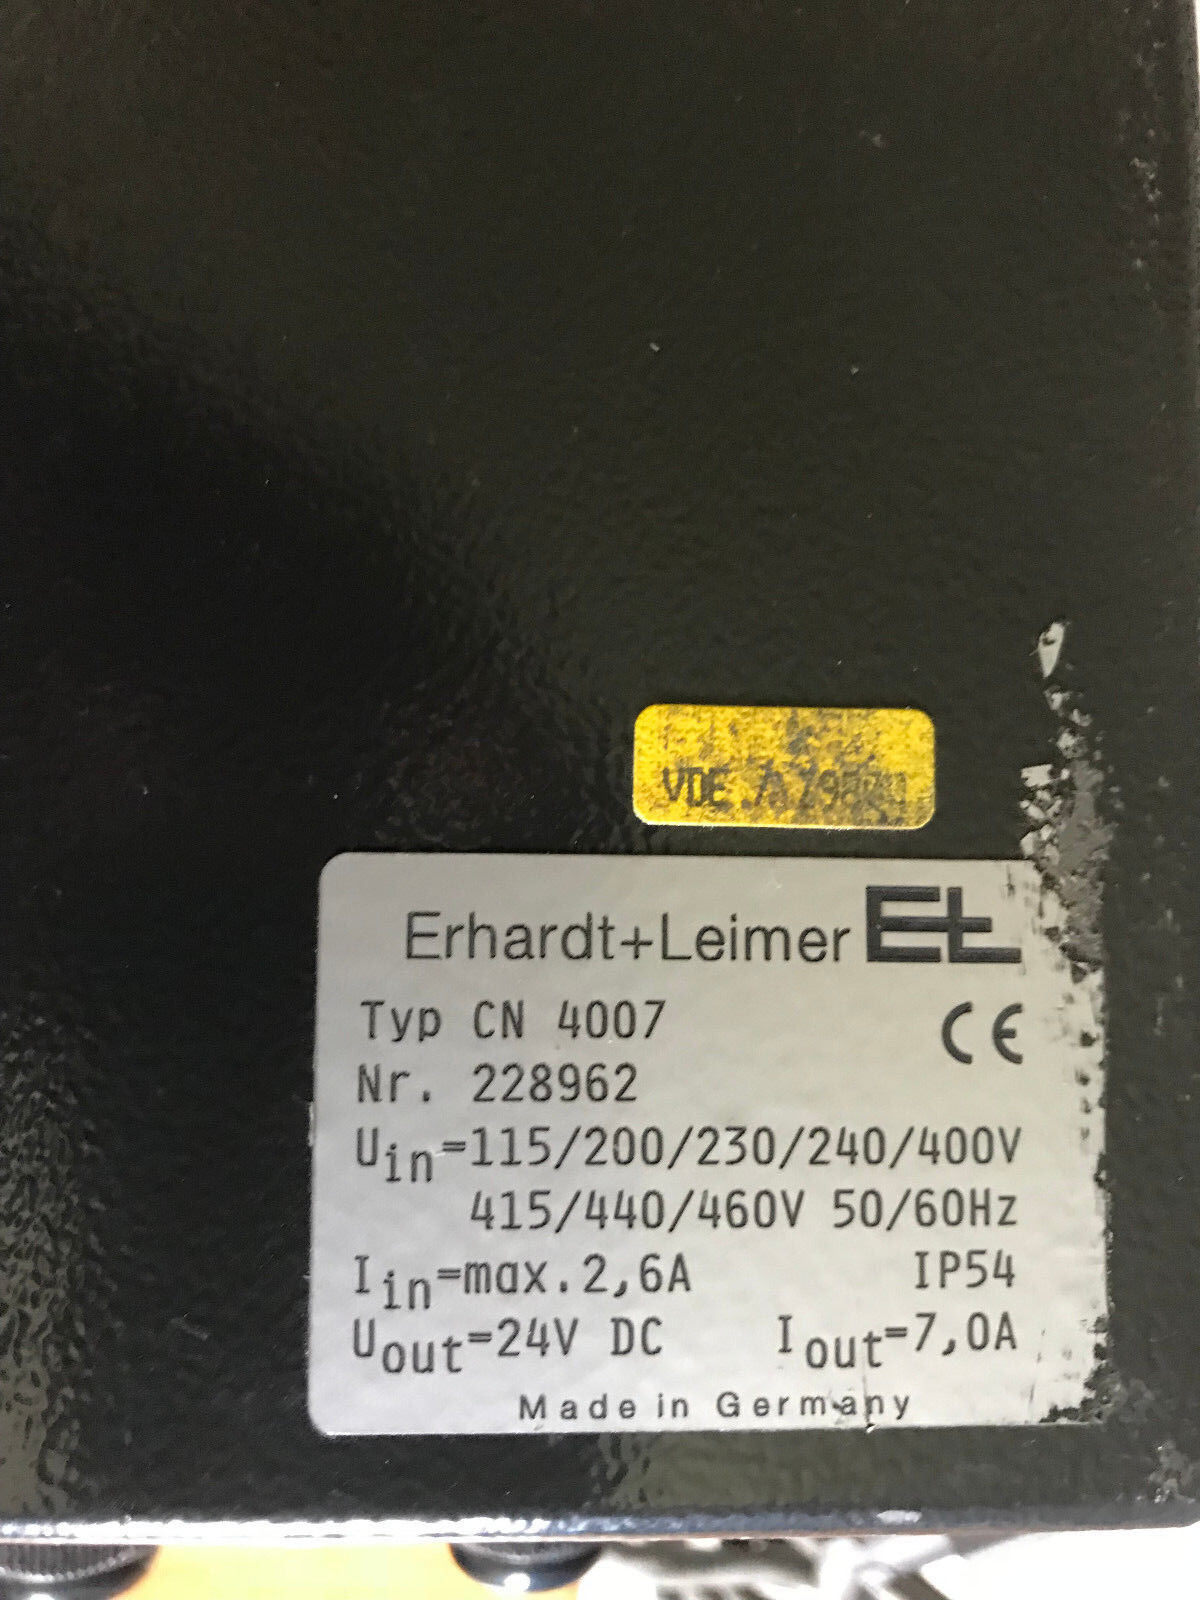 VDE
Erhardt+Leimer E+L
Typ CN 4007 CE
Nr. 228962
Uin=115/200/230/240/400V
415/440/460V 50/60Hz
Iin=max.2,6A IP54
Uout=24V DC Iout=7,0A
Made in Germany